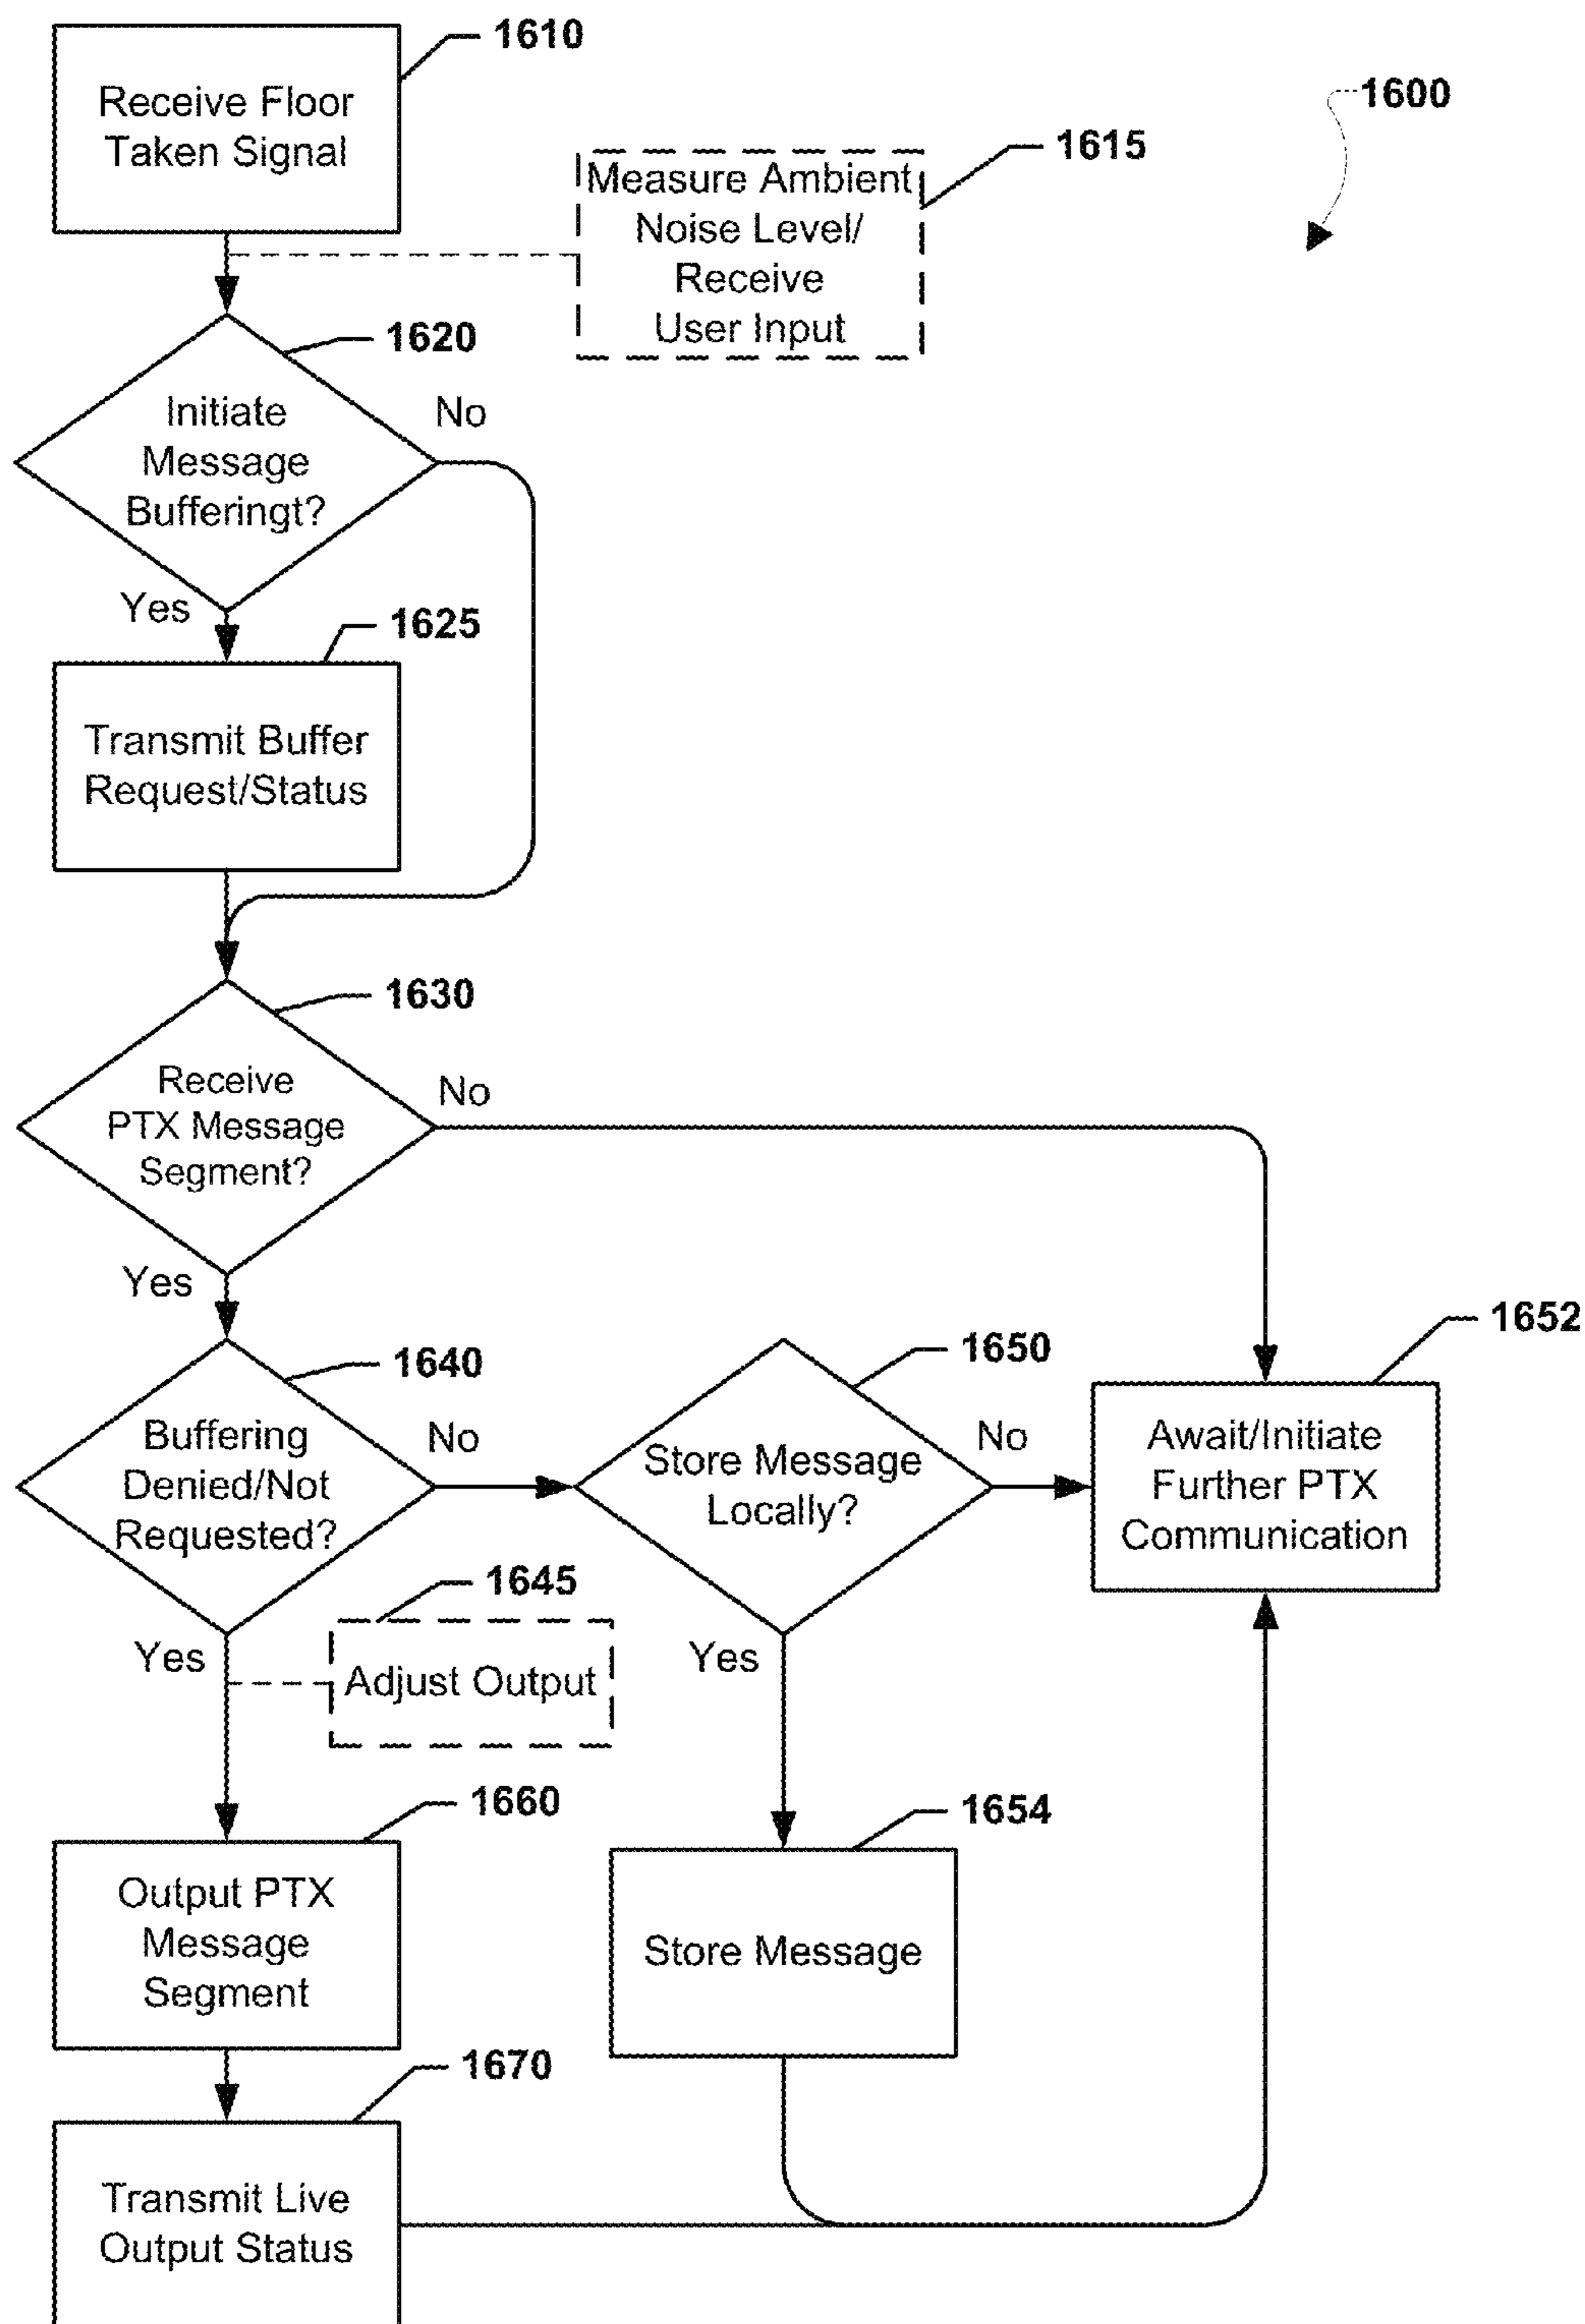 1610
Receive Floor
Taken Signal
1600
1615
Measure Ambient
Noise Level/
Receive
User Input
1620
Initiate
Message
Bufferingt?
No
Yes
1625
Transmit Buffer
Request/Status
1630
Receive
PTX Message
Segment?
No
Yes
1640
Buffering
Denied/Not
Requested?
No
1650
Store Message
Locally?
No
1652
Await/Initiate
Further PTX
Communication
Yes
1645
Adjust Output
Yes
1660
Output PTX
Message
Segment
1654
Store Message
1670
Transmit Live
Output Status